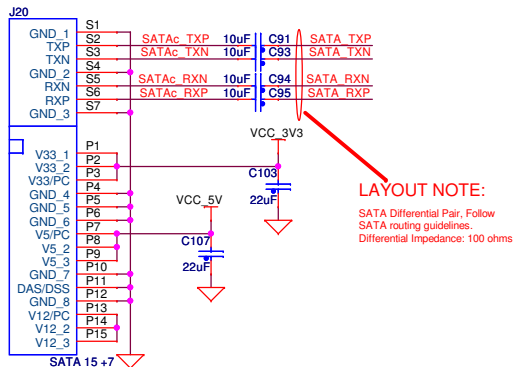 J20
GND_1 S1
TXP S2 SATAc_TXP 10uF C91 SATA_TXP
TXN S3 SATAc_TXN 10uF C93 SATA_TXN
GND_2 S4
RXN S5 SATAc_RXN 10uF C94 SATA_RXN
RXP S6 SATAc_RXP 10uF C95 SATA_RXP
GND_3 S7
V33_1 P1
V33_2 P2
V33/PC P3
GND_4 P4
GND_5 P5
GND_6 P6
V5/PC P7
V5_2 P8
V5_3 P9
GND_7 P10
DAS/DSS P11
GND_8 P12
V12/PC P13
V12_2 P14
V12_3 P15
SATA 15 +7
VCC_3V3
C103
22uF
VCC_5V
C107
22uF
LAYOUT NOTE:
SATA Differential Pair, Follow
SATA routing guidelines.
Differential Impedance: 100 ohms